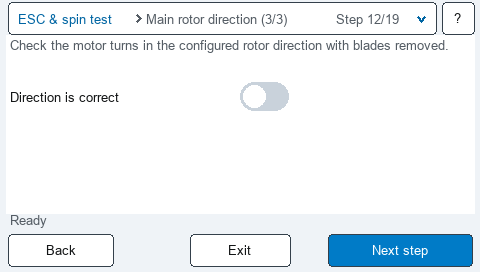 ESC & spin test > Main rotor direction (3/3) Step 12/19 ?
Check the motor turns in the configured rotor direction with blades removed.
Direction is correct
Ready
Back Exit Next step